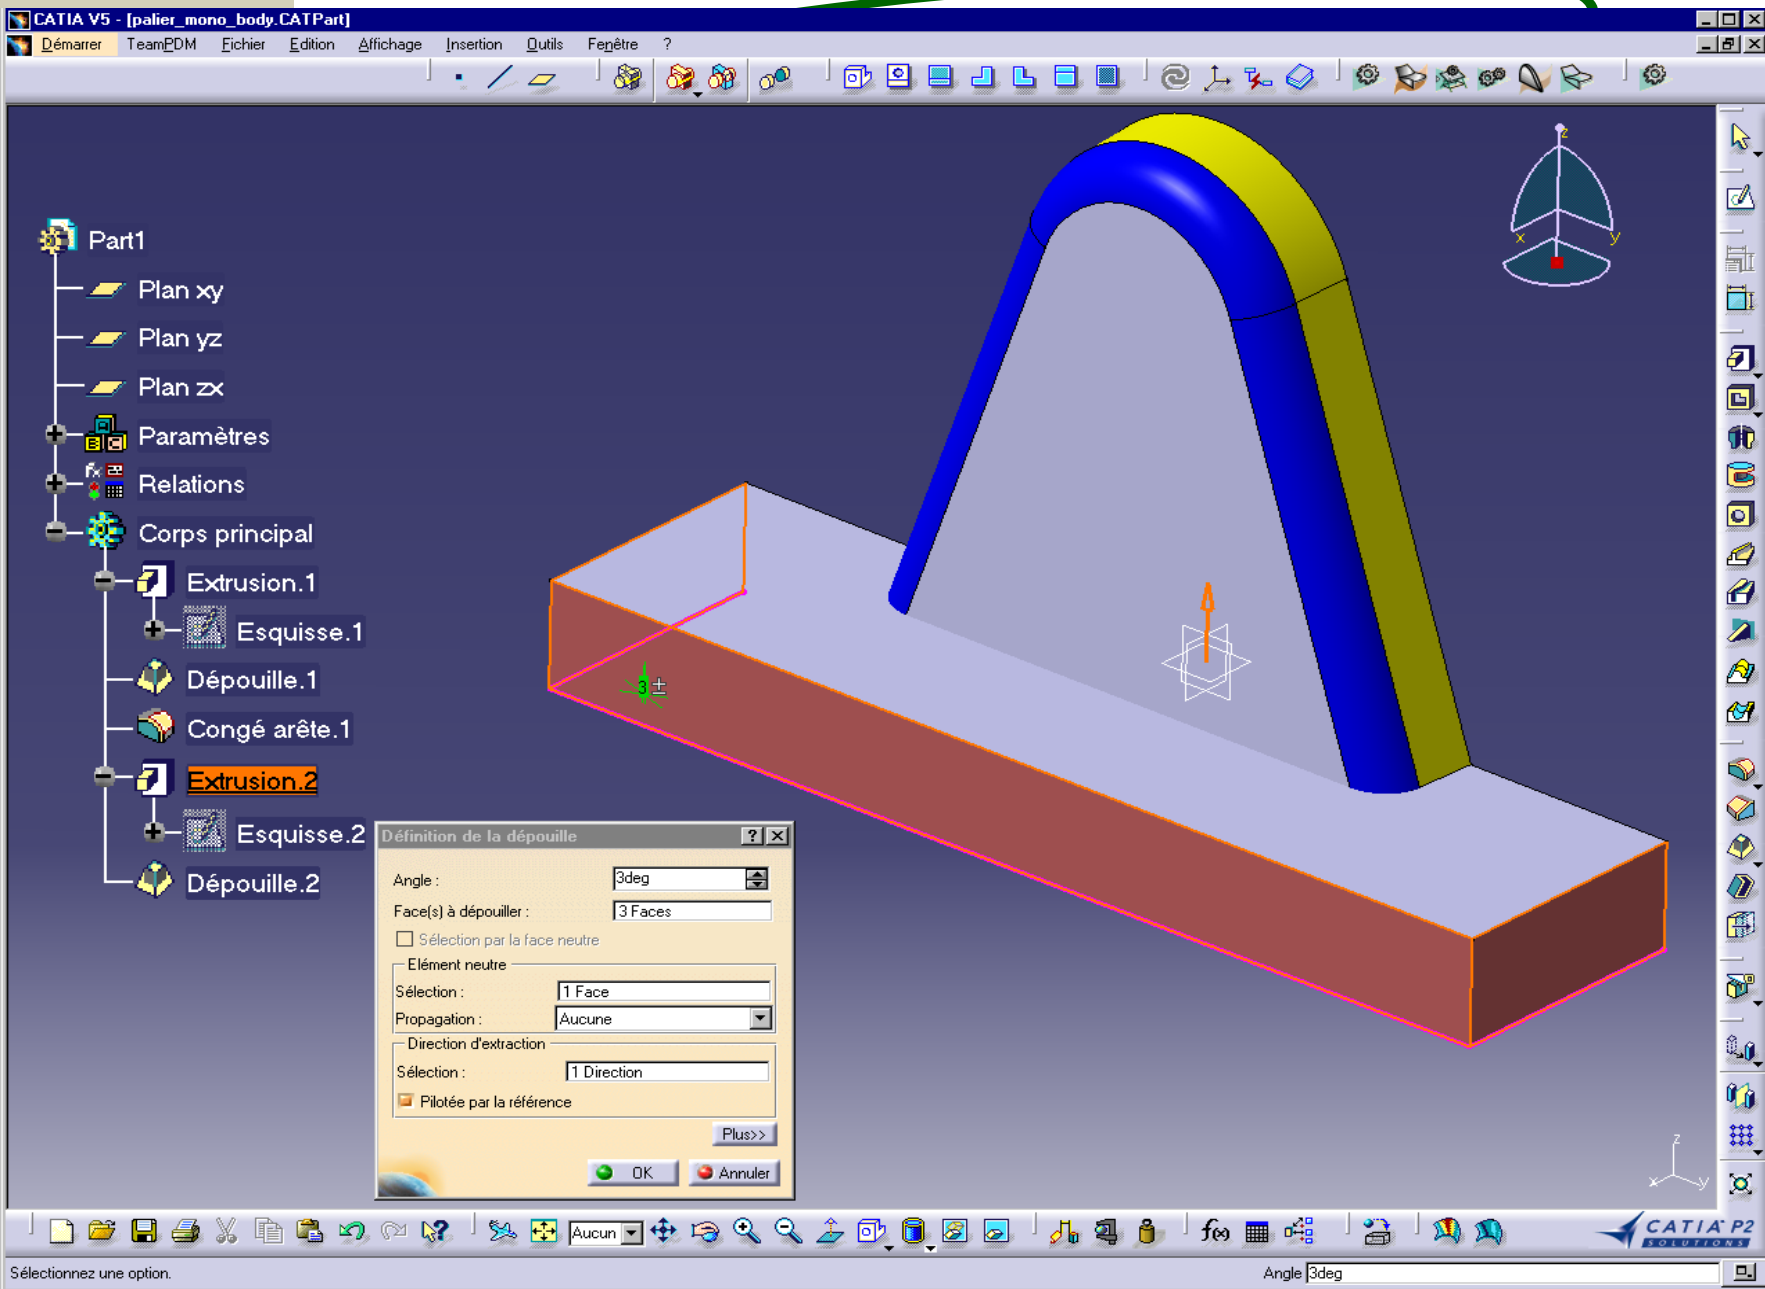 CATIA V5 - [palier_mono_body.CATPart]
Démarrer TeamPDM Fichier Edition Affichage Insertion Outils Fenêtre ?
z
x y
Part1
Plan xy
Plan yz
Plan zx
Paramètres
Relations
Corps principal
Extrusion.1
Esquisse.1
Dépouille.1
Congé arête.1
Extrusion.2
Esquisse.2
Dépouille.2
3 ±
Définition de la dépouille
Angle : 3deg
Face(s) à dépouiller : 3 Faces
Sélection par la face neutre
Elément neutre
Sélection : 1 Face
Propagation : Aucune
Direction d'extraction
Sélection : 1 Direction
Pilotée par la référence
Plus>>
OK Annuler
z
x y
Aucun
f(x)
CATIA P2
SOLUTIONS
Sélectionnez une option.
Angle 3deg